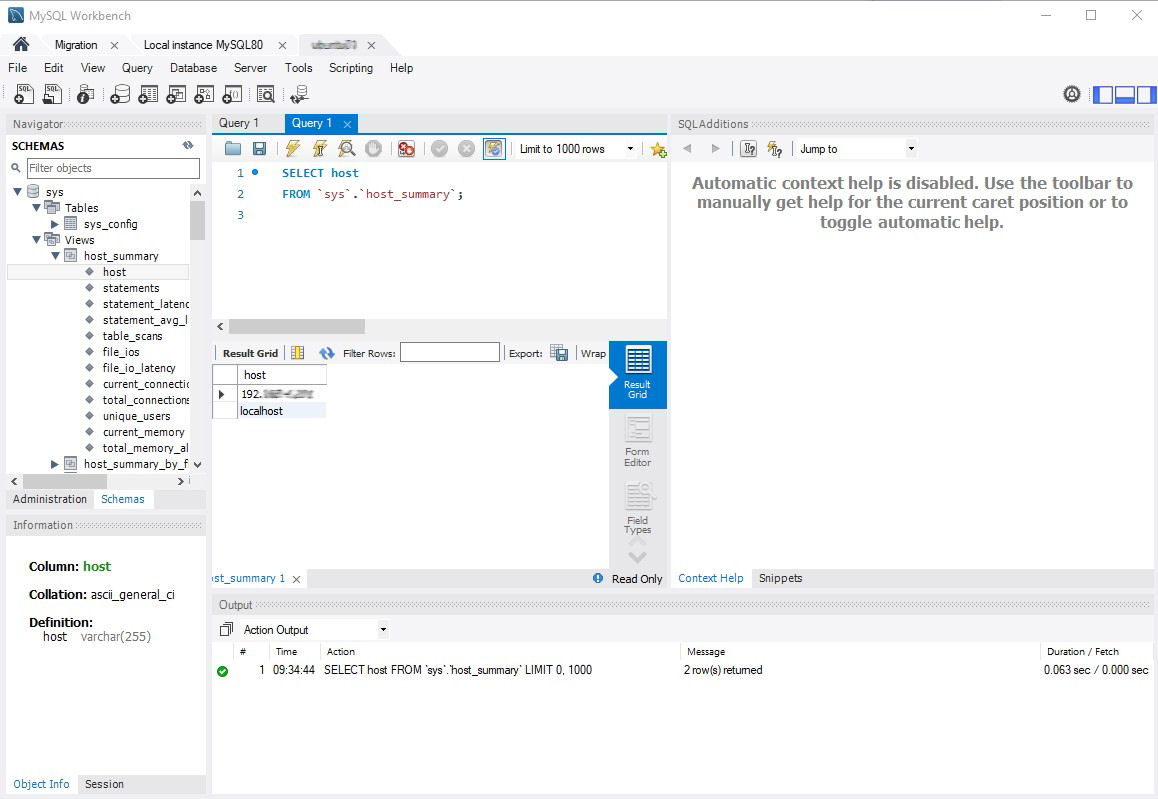 MySQL Workbench
Migration
Local instance MySQL80
File Edit View Query Database Server Tools Scripting Help
Navigator
SCHEMAS
Filter objects
sys
Tables
sys_config
Views
host_summary
host
statements
statement_latenc
statement_avg_l
table_scans
file_ios
file_io_latency
current_connectio
total_connections
unique_users
current_memory
total_memory_al
host_summary_by_f
Administration Schemas
Information
Column: host
Collation: ascii_general_ci
Definition:
host varchar(255)
Object Info Session
Query 1 Query 1
Limit to 1000 rows
1 SELECT host
2 FROM `sys`.`host_summary`;
3
Result Grid Filter Rows: Export: Wrap
host
192.
localhost
Result
Grid
Form
Editor
Field
Types
st_summary 1 Read Only
SQLAdditions
Jump to
Automatic context help is disabled. Use the toolbar to
manually get help for the current caret position or to
toggle automatic help.
Context Help Snippets
Output
Action Output
# Time Action Message Duration / Fetch
1 09:34:44 SELECT host FROM `sys`.`host_summary` LIMIT 0, 1000 2 row(s) returned 0.063 sec / 0.000 sec